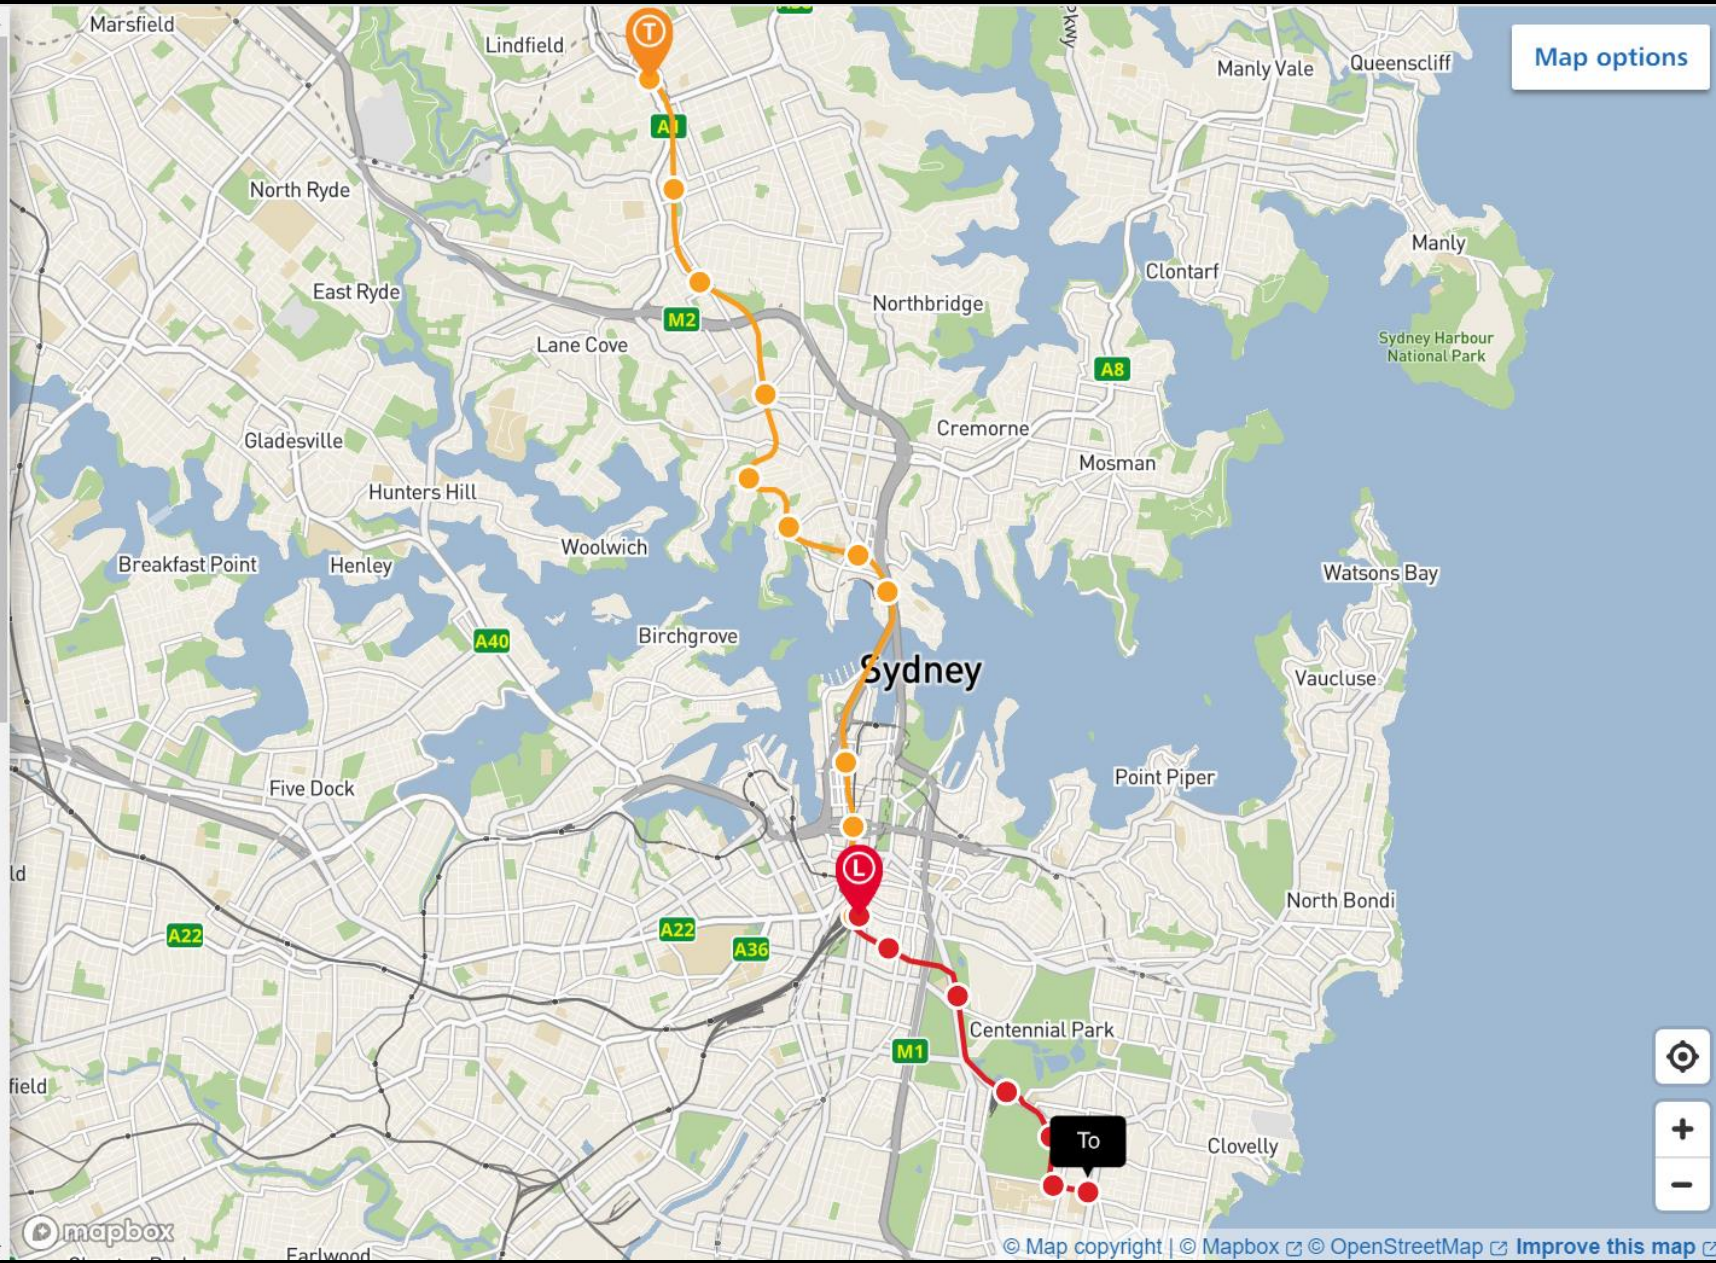 Marsfield
Lindfield
T
Manly Vale
Queenscliff
Map options
A1
North Ryde
Manly
Clontarf
East Ryde
Northbridge
M2
Lane Cove
Sydney Harbour
National Park
A8
Cremorne
Gladesville
Mosman
Hunters Hill
Woolwich
Breakfast Point
Henley
Watsons Bay
A40
Birchgrove
Sydney
Vaucluse
Point Piper
Five Dock
L
ld
North Bondi
A22
A22
A36
Centennial Park
M1
field
To
Clovelly
+
−
mapbox
Earlwood
© Map copyright | © Mapbox © OpenStreetMap Improve this map